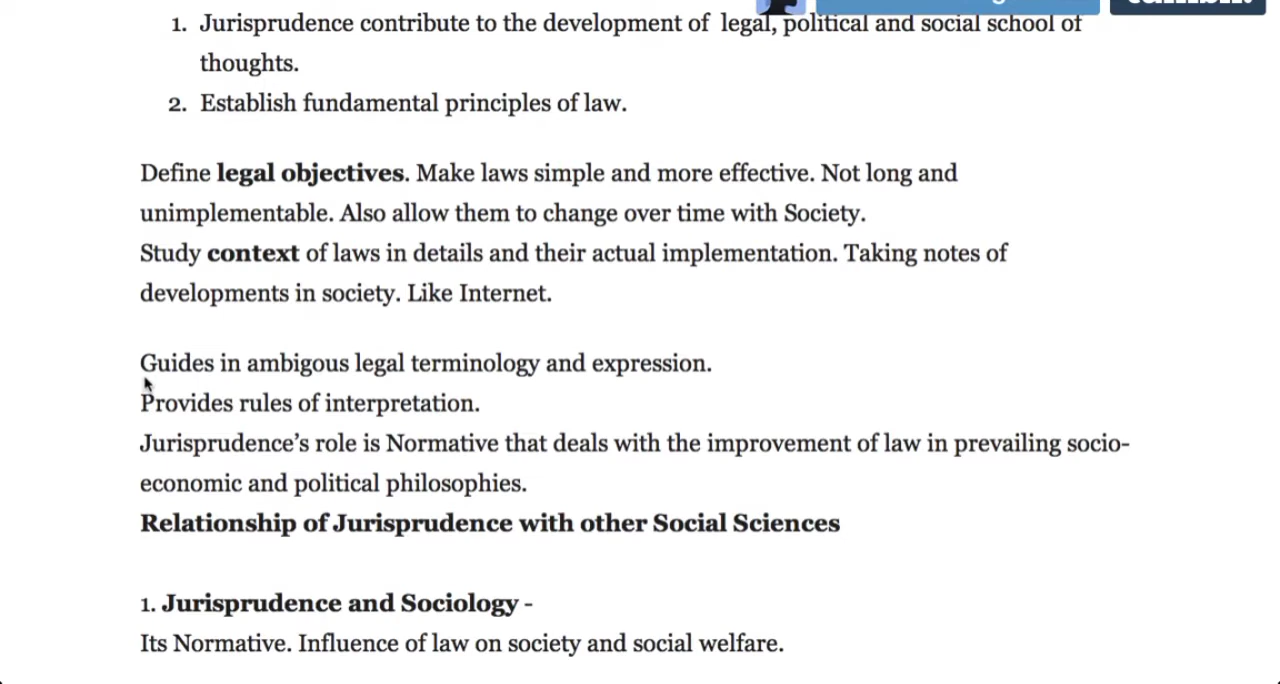 1. Jurisprudence contribute to the development of legal, political and social school of
thoughts.
2. Establish fundamental principles of law.
Define legal objectives. Make laws simple and more effective. Not long and
unimplementable. Also allow them to change over time with Society.
Study context of laws in details and their actual implementation. Taking notes of
developments in society. Like Internet.
Guides in ambigous legal terminology and expression.
Provides rules of interpretation.
Jurisprudence’s role is Normative that deals with the improvement of law in prevailing socio-
economic and political philosophies.
Relationship of Jurisprudence with other Social Sciences
1. Jurisprudence and Sociology -
Its Normative. Influence of law on society and social welfare.